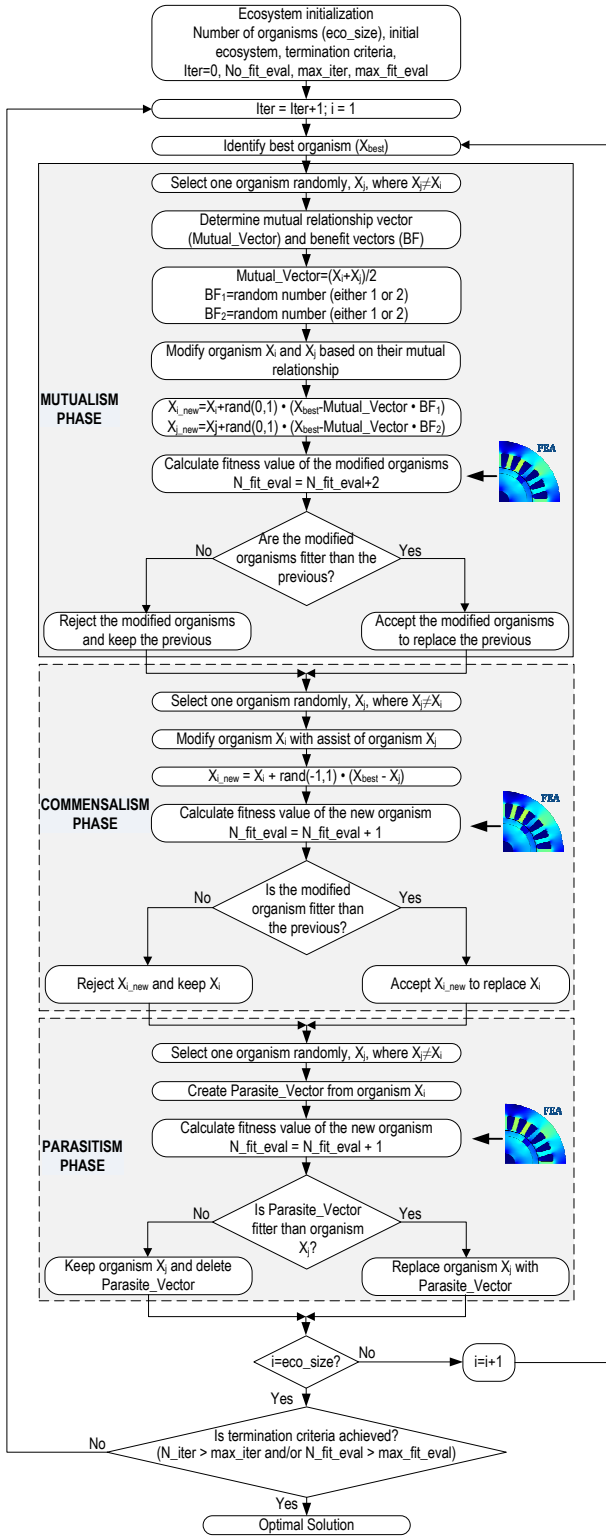 Ecosystem initialization
Number of organisms (eco_size), initial
ecosystem, termination criteria,
Iter=0, No_fit_eval, max_iter, max_fit_eval
Iter = Iter+1; i = 1
Identify best organism (Xbest)
Select one organism randomly, Xj, where Xj≠Xi
Determine mutual relationship vector
(Mutual_Vector) and benefit vectors (BF)
Mutual_Vector=(Xi+Xj)/2
BF1=random number (either 1 or 2)
BF2=random number (either 1 or 2)
Modify organism Xi and Xj based on their mutual
relationship
MUTUALISM
PHASE
Xi_new=Xi+rand(0,1) • (Xbest-Mutual_Vector • BF1)
Xj_new=Xj+rand(0,1) • (Xbest-Mutual_Vector • BF2)
Calculate fitness value of the modified organisms
N_fit_eval = N_fit_eval+2
FEA
Are the modified
organisms fitter than the
previous?
No
Yes
Reject the modified organisms
and keep the previous
Accept the modified organisms
to replace the previous
Select one organism randomly, Xj, where Xj≠Xi
Modify organism Xi with assist of organism Xj
Xi_new = Xi + rand(-1,1) • (Xbest - Xj)
COMMENSALISM
PHASE
Calculate fitness value of the new organism
N_fit_eval = N_fit_eval + 1
FEA
Is the modified
organism fitter than
the previous?
No
Yes
Reject Xi_new and keep Xi
Accept Xi_new to replace Xi
Select one organism randomly, Xj, where Xj≠Xi
Create Parasite_Vector from organism Xi
PARASITISM
PHASE
Calculate fitness value of the new organism
N_fit_eval = N_fit_eval + 1
FEA
Is Parasite_Vector
fitter than organism
Xj?
No
Yes
Keep organism Xj and delete
Parasite_Vector
Replace organism Xj with
Parasite_Vector
i=eco_size?
No
i=i+1
Yes
Is termination criteria achieved?
(N_iter > max_iter and/or N_fit_eval > max_fit_eval)
No
Yes
Optimal Solution